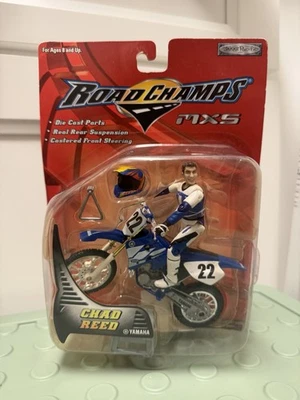 For Ages 8 and Up
ROAD CHAMPS
MXS
• Die Cast Parts
• Real Rear Suspension
• Castered Front Steering
22
22
CHAD
REED
YAMAHA